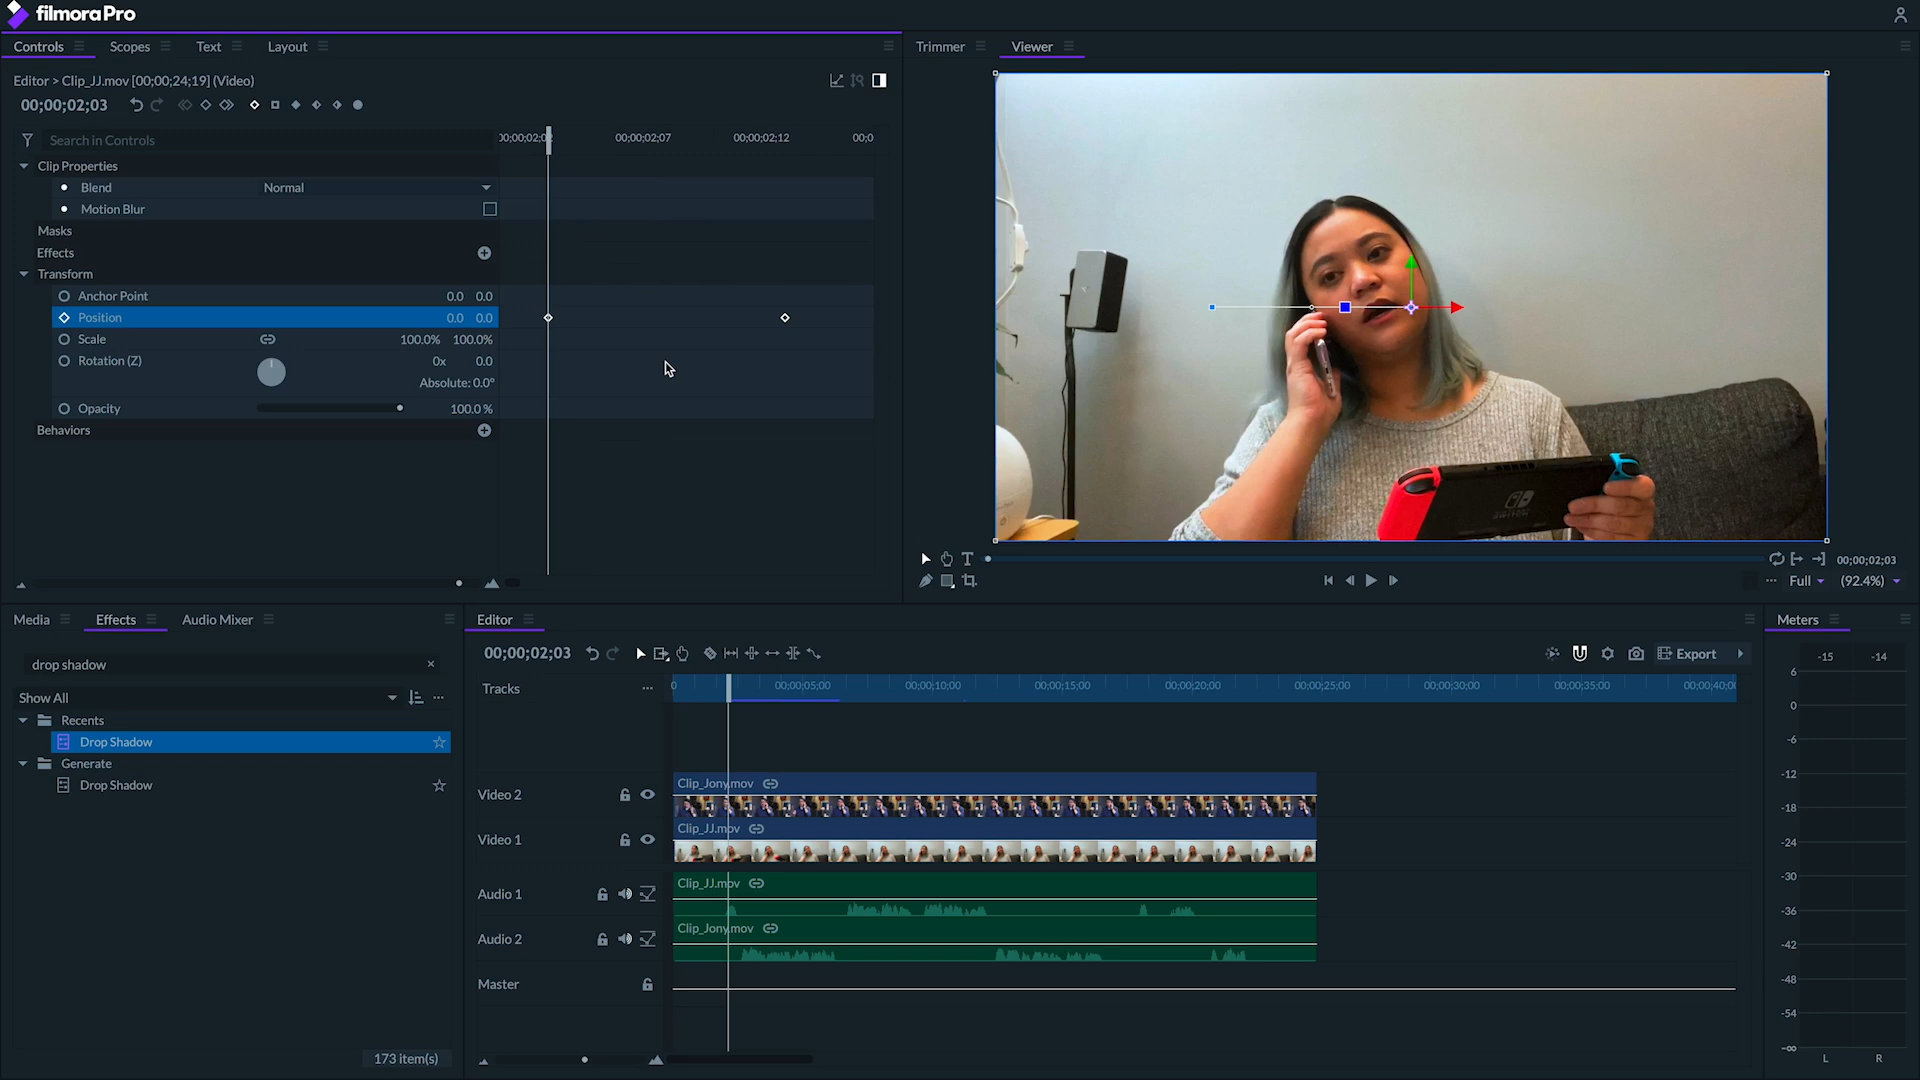 filmoraPro
Controls
Scopes
Text
Layout
Trimmer
Viewer
Editor > Clip_JJ.mov [00;00;24;19] (Video)
00;00;02;03
Search in Controls
00;00;02;07
00;00;02;12
00;0
Clip Properties
Blend
Normal
Motion Blur
Masks
Effects
Transform
Anchor Point 0.0 0.0
Position 0.0 0.0
Scale 100.0% 100.0%
Rotation (Z) 0x 0.0
Absolute: 0.0°
Opacity 100.0 %
Behaviors
T
00;00;02;03
Full
(92.4%)
Media
Effects
Audio Mixer
Editor
Meters
drop shadow
Show All
Recents
Drop Shadow
Generate
Drop Shadow
173 item(s)
00;00;02;03
Export
Tracks
0
00;00;05;00
00;00;10;00
00;00;15;00
00;00;20;00
00;00;25;00
00;00;30;00
00;00;35;00
00;00;40;0
Video 2
Clip_Jony.mov
Video 1
Clip_JJ.mov
Audio 1
Clip_JJ.mov
Audio 2
Clip_Jony.mov
Master
-15 -14
6
0
-6
-12
-18
-24
-30
-36
-42
-48
-54
-∞
L R